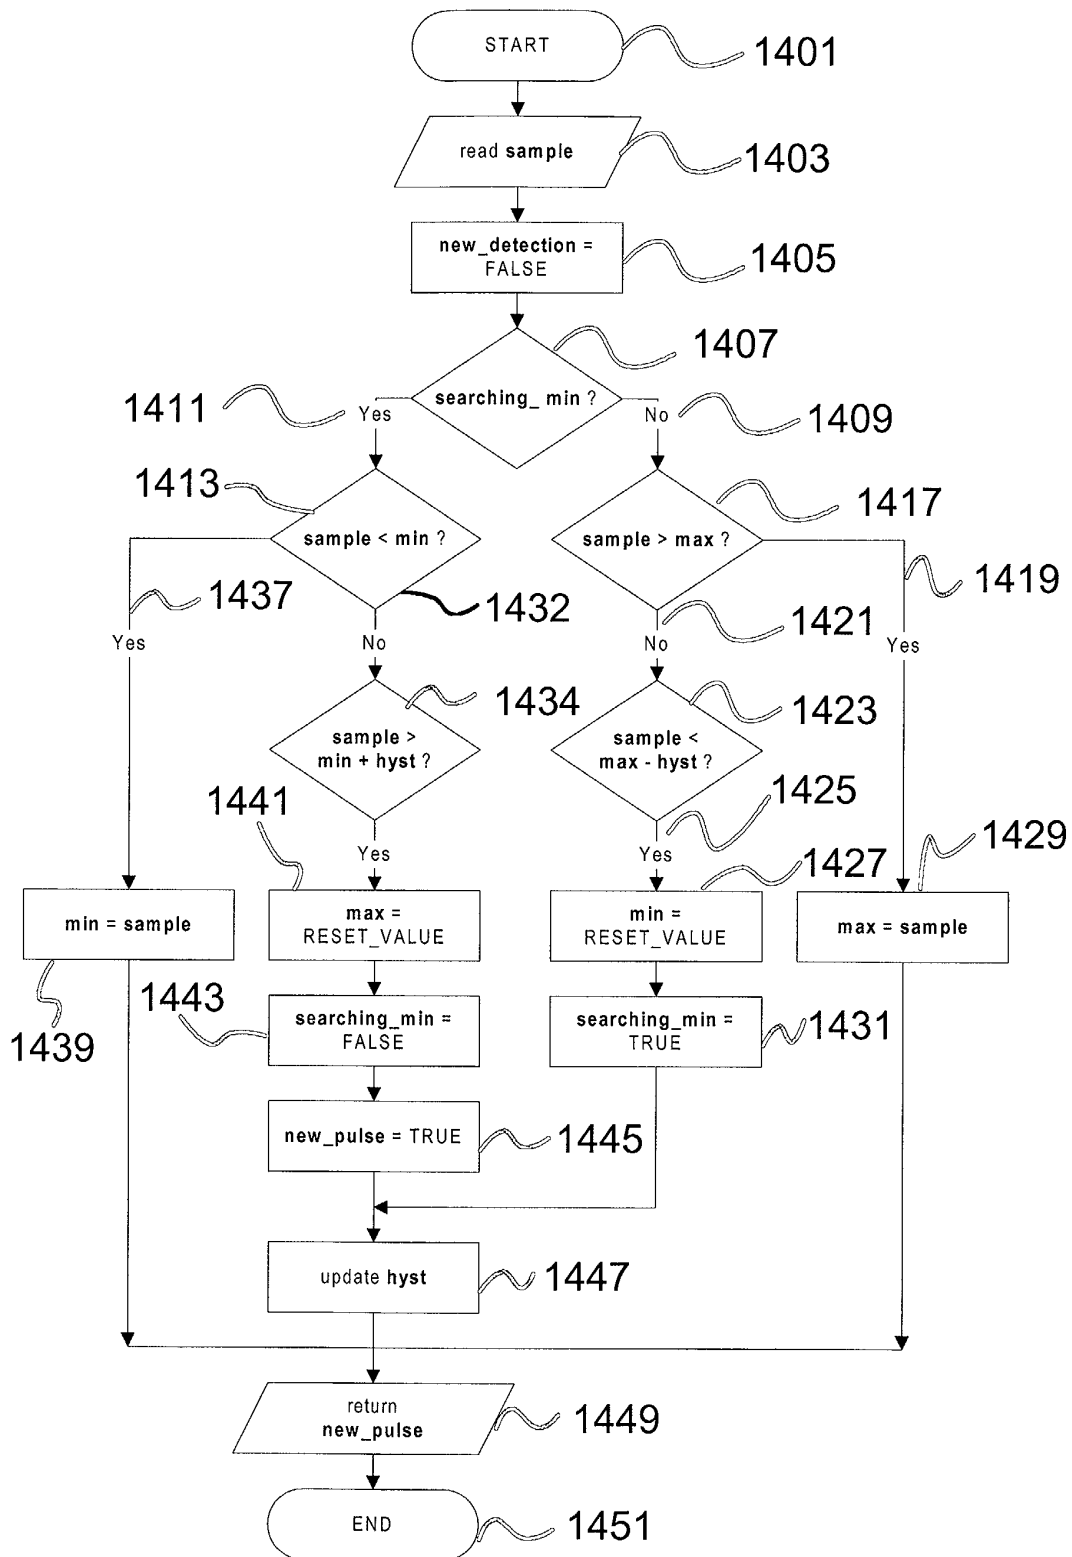 START
1401
read sample
1403
new_detection =
FALSE
1405
1407
searching_ min ?
1411
Yes
No
1409
1413
1417
sample < min ?
sample > max ?
1437
1432
1419
1421
Yes
No
No
Yes
1434
1423
sample >
min + hyst ?
sample <
max - hyst ?
1441
1425
Yes
Yes
1427
1429
min = sample
max =
RESET_VALUE
min =
RESET_VALUE
max = sample
1443
1439
searching_min =
FALSE
searching_min =
TRUE
1431
new_pulse = TRUE
1445
update hyst
1447
return
new_pulse
1449
END
1451